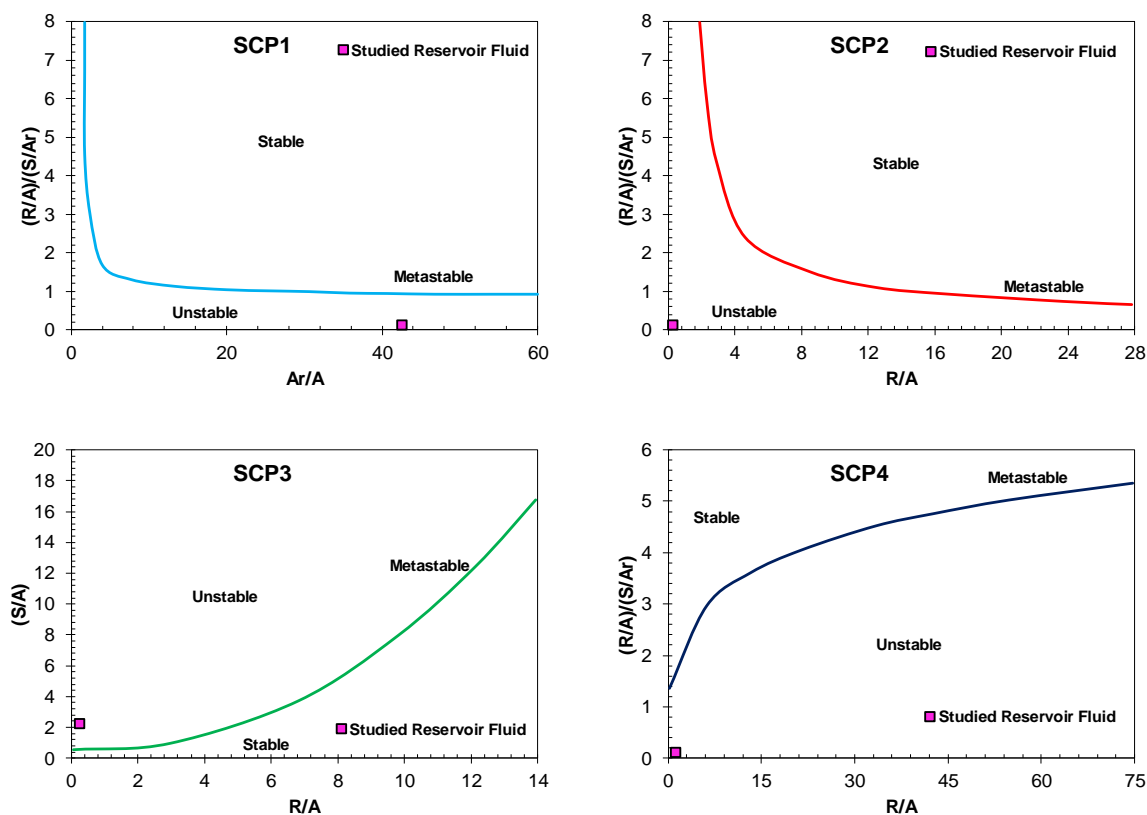 SCP1
Studied Reservoir Fluid
Stable
Metastable
Unstable
(R/A)/(S/Ar)
8
7
6
5
4
3
2
1
0
0 20 40 60
Ar/A
SCP2
Studied Reservoir Fluid
Stable
Metastable
Unstable
(R/A)/(S/Ar)
8
7
6
5
4
3
2
1
0
0 4 8 12 16 20 24 28
R/A
SCP3
Metastable
Unstable
Studied Reservoir Fluid
Stable
(S/A)
20
18
16
14
12
10
8
6
4
2
0
0 2 4 6 8 10 12 14
R/A
SCP4
Metastable
Stable
Unstable
Studied Reservoir Fluid
(R/A)/(S/Ar)
6
5
4
3
2
1
0
0 15 30 45 60 75
R/A